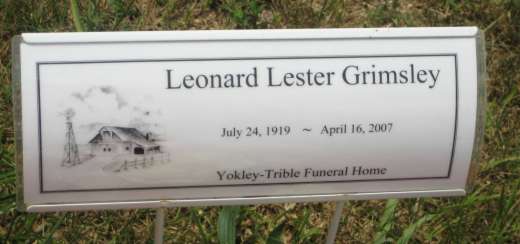 Leonard Lester Grimsley
July 24, 1919 ~ April 16, 2007
Yokley-Trible Funeral Home